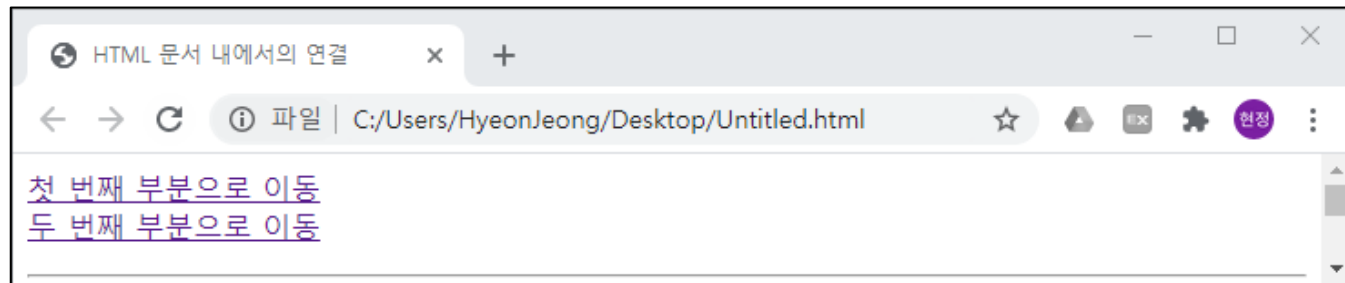 HTML 문서 내에서의 연결
파일 | C:/Users/HyeonJeong/Desktop/Untitled.html EX 현정
첫 번째 부분으로 이동
두 번째 부분으로 이동